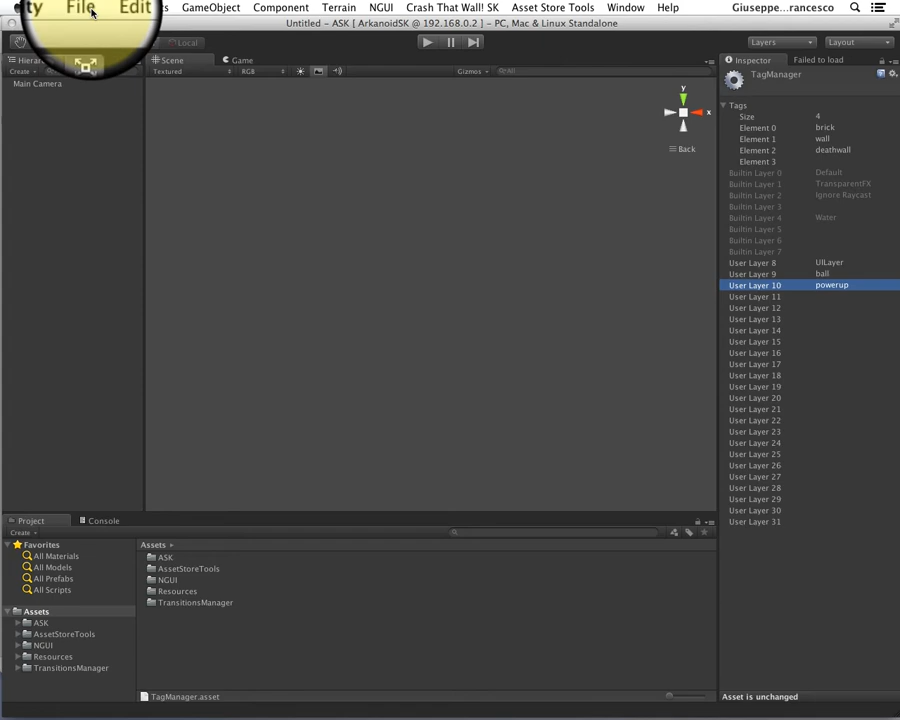 ty File Edit GameObject Component Terrain NGUI Crash That Wall! SK Asset Store Tools Window Help Giuseppe...rancesco
Untitled - ASK [ ArkanoidSK @ 192.168.0.2 ] - PC, Mac & Linux Standalone
Local Layers Layout
Scene Game Inspector Failed to load
Create Textured RGB Gizmos All
Main Camera
TagManager
y
x
Back
Tags
Size 4
Element 0 brick
Element 1 wall
Element 2 deathwall
Element 3
Builtin Layer 0 Default
Builtin Layer 1 TransparentFX
Builtin Layer 2 Ignore Raycast
Builtin Layer 3
Builtin Layer 4 Water
Builtin Layer 5
Builtin Layer 6
Builtin Layer 7
User Layer 8 UILayer
User Layer 9 ball
User Layer 10 powerup
User Layer 11
User Layer 12
User Layer 13
User Layer 14
User Layer 15
User Layer 16
User Layer 17
User Layer 18
User Layer 19
User Layer 20
User Layer 21
User Layer 22
User Layer 23
User Layer 24
User Layer 25
User Layer 26
User Layer 27
User Layer 28
User Layer 29
User Layer 30
User Layer 31
Project Console
Create
Favorites
All Materials
All Models
All Prefabs
All Scripts
Assets
ASK
AssetStoreTools
NGUI
Resources
TransitionsManager
Assets
ASK
AssetStoreTools
NGUI
Resources
TransitionsManager
TagManager.asset
Asset is unchanged